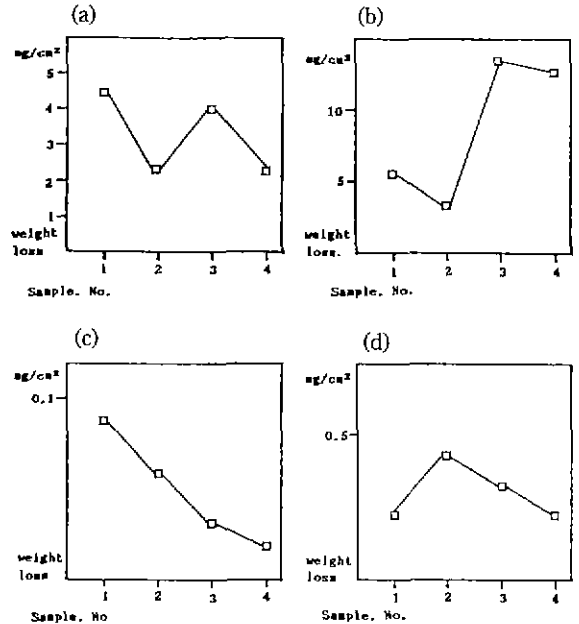 (a)
mg/cm²
5
4
3
2
1
weight
loss
1 2 3 4
Sample. No.
(b)
mg/cm²
10
5
weight
loss.
1 2 3 4
Sample. No.
(c)
mg/cm²
0.1
weight
loss
1 2 3 4
Sample. No
(d)
mg/cm²
0.5
weight
loss
1 2 3 4
Sample. No.